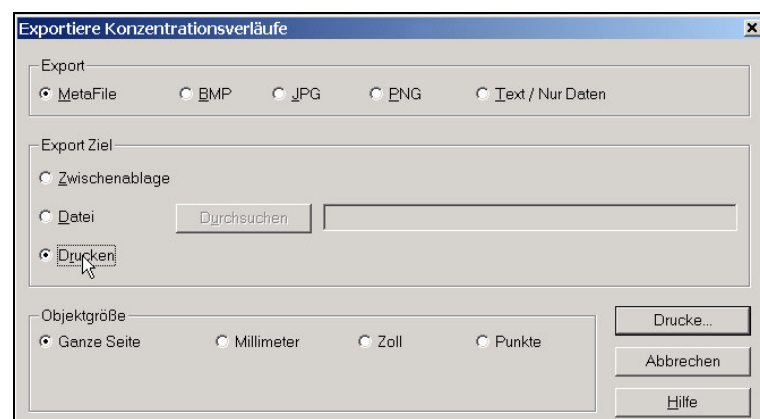 Exportiere Konzentrationsverläufe
Export
MetaFile BMP JPG PNG Text / Nur Daten
Export Ziel
Zwischenablage
Datei Durchsuchen
Drucken
Objektgröße
Ganze Seite Millimeter Zoll Punkte
Drucke...
Abbrechen
Hilfe